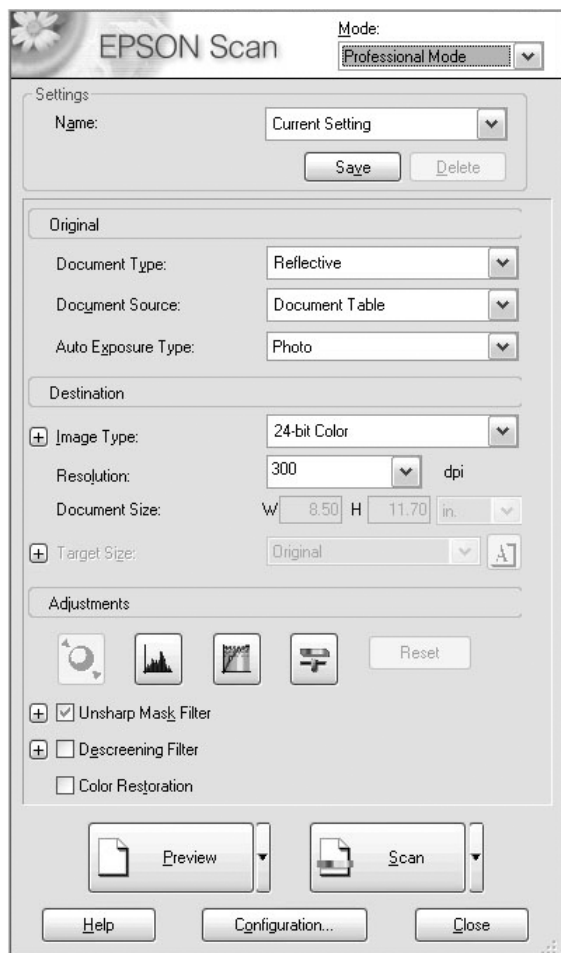 EPSON Scan
Mode:
Professional Mode
Settings
Name: Current Setting
Save Delete
Original
Document Type: Reflective
Document Source: Document Table
Auto Exposure Type: Photo
Destination
Image Type: 24-bit Color
Resolution: 300 dpi
Document Size: W 8.50 H 11.70 in.
Target Size: Original A
Adjustments
Reset
Unsharp Mask Filter
Descreening Filter
Color Restoration
Preview Scan
Help Configuration... Close